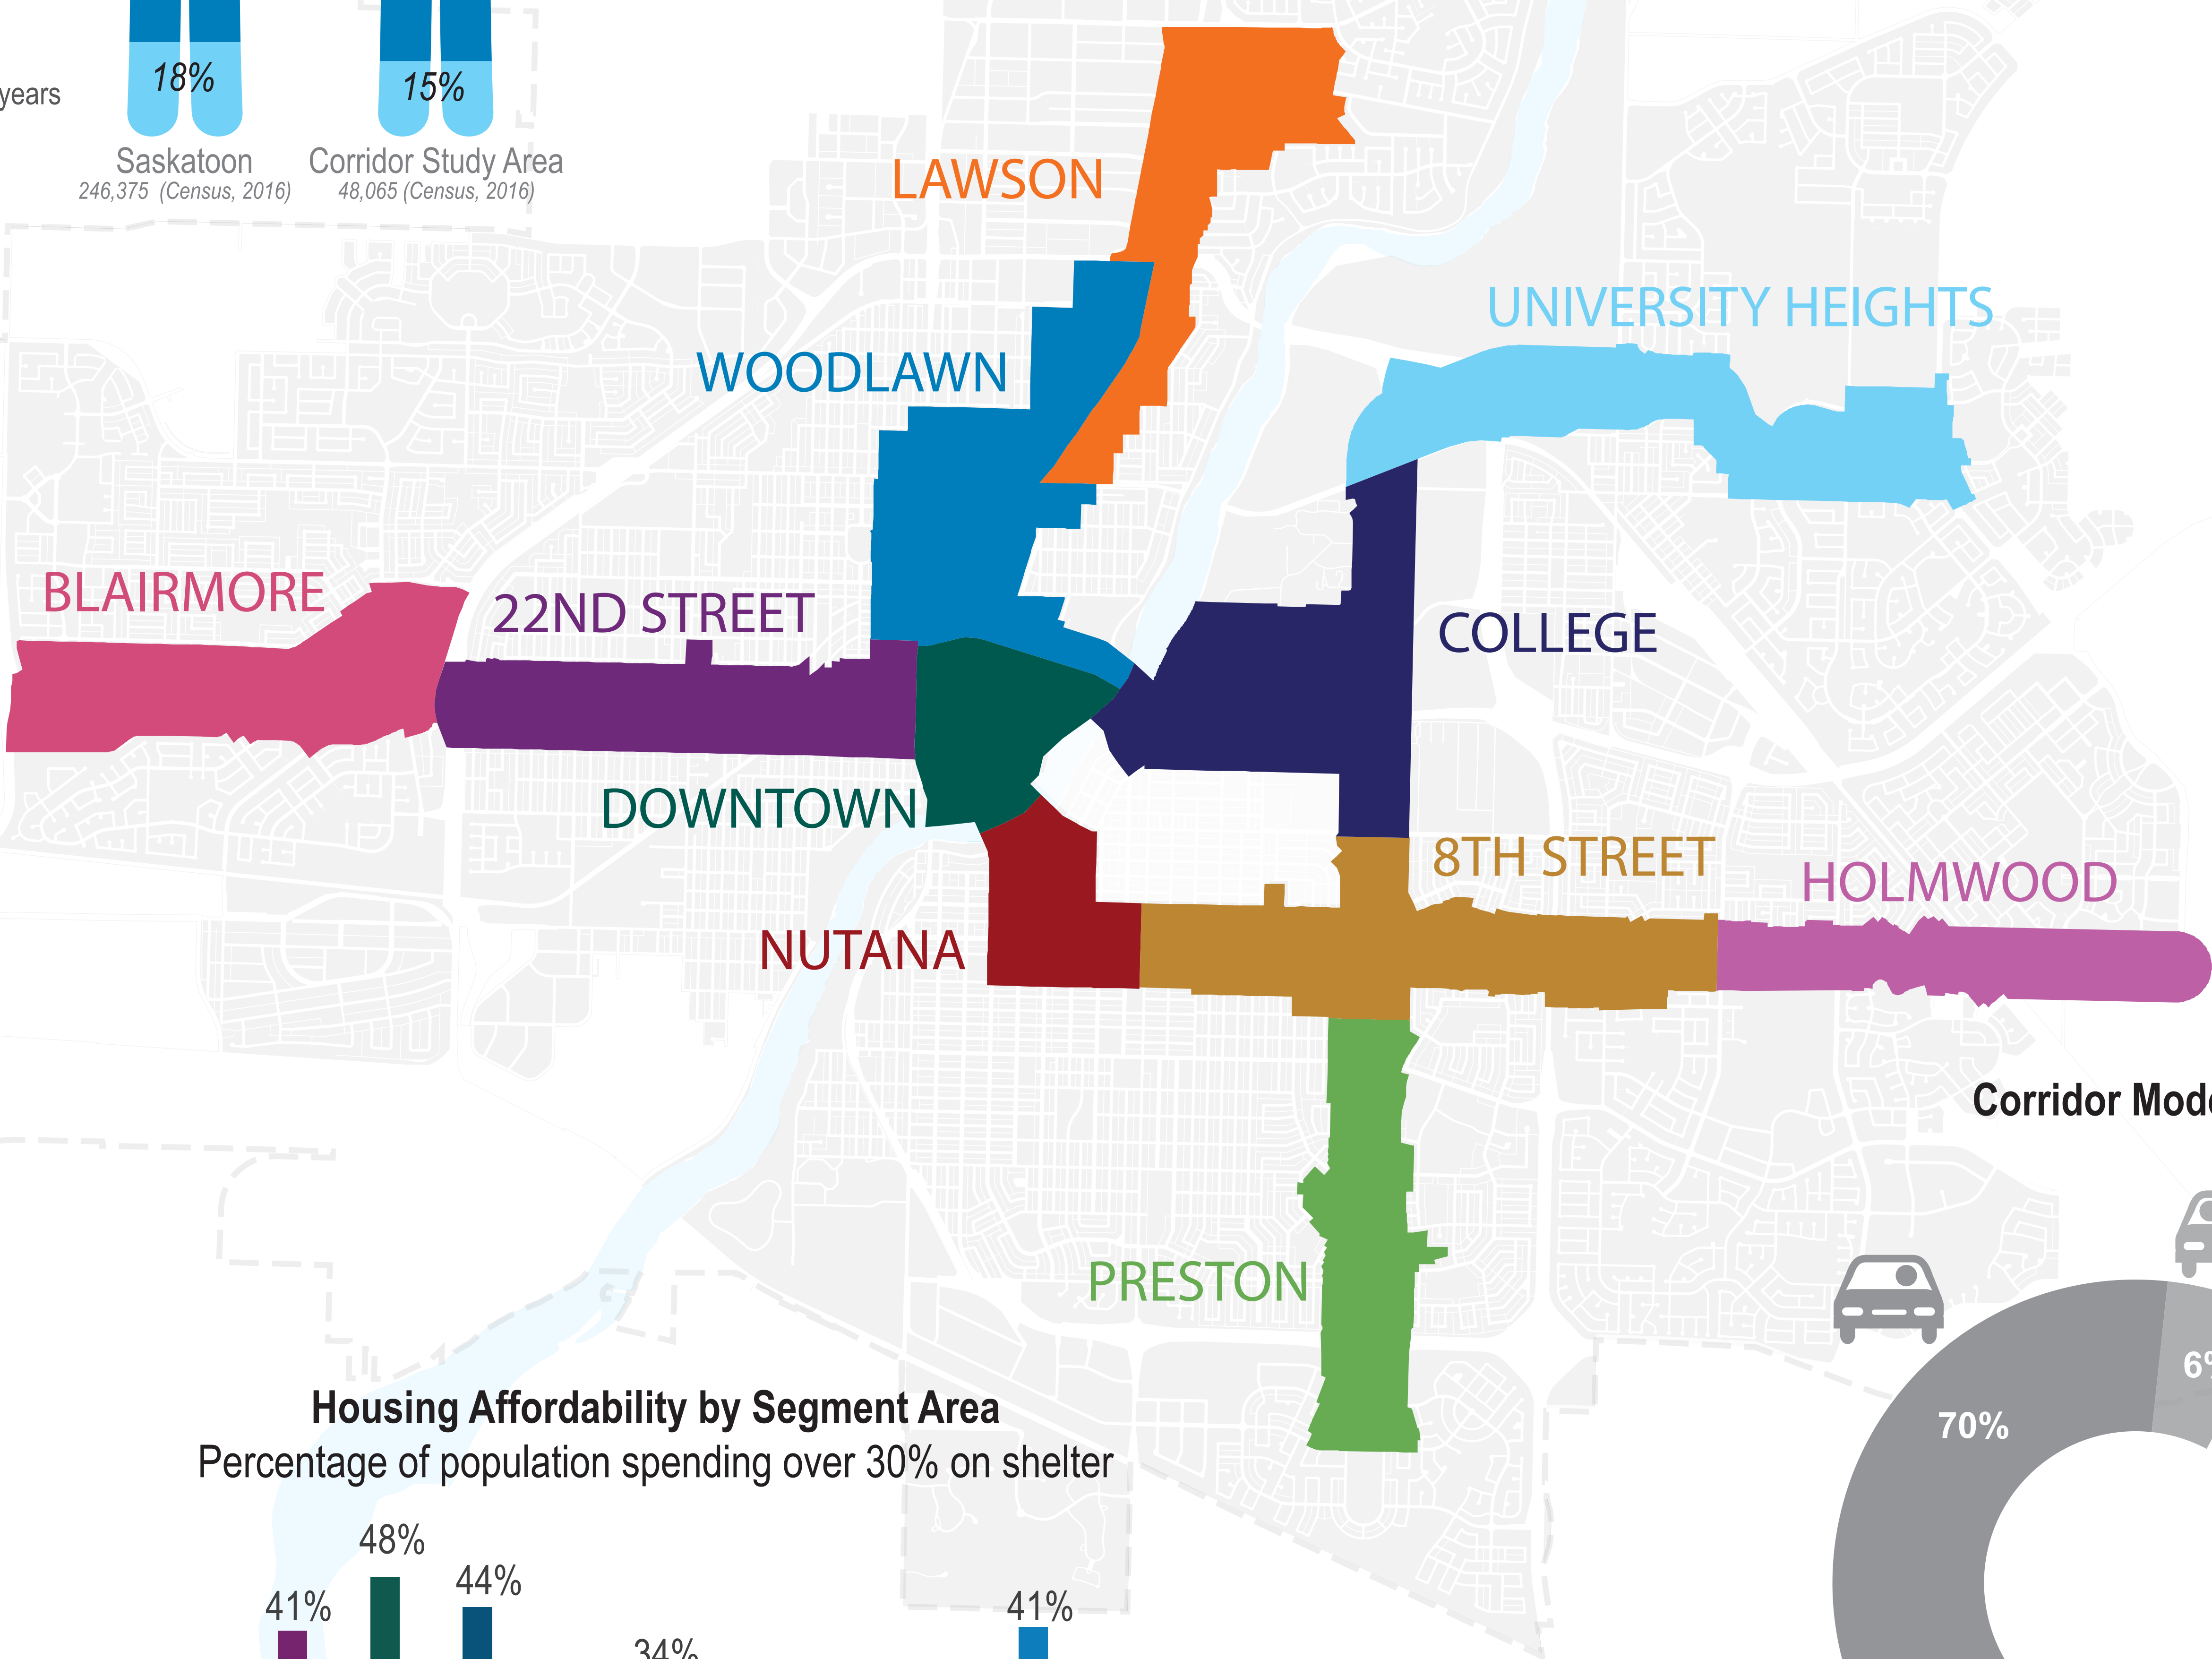 18%
15%
years
Saskatoon
246,375 (Census, 2016)
Corridor Study Area
48,065 (Census, 2016)
LAWSON
UNIVERSITY HEIGHTS
WOODLAWN
BLAIRMORE
22ND STREET
COLLEGE
DOWNTOWN
8TH STREET
HOLMWOOD
NUTANA
Corridor
PRESTON
Housing Affordability by Segment Area
Percentage of population spending over 30% on shelter
70%
48%
44%
41%
41%
34%